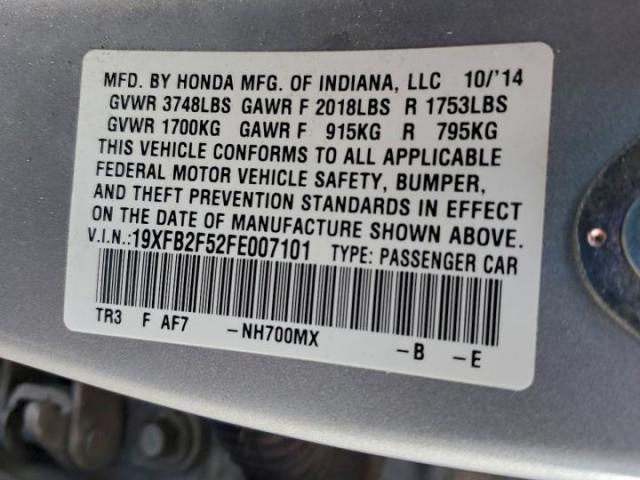 MFD. BY HONDA MFG. OF INDIANA, LLC 10/'14
GVWR 3748LBS GAWR F 2018LBS R 1753LBS
GVWR 1700KG GAWR F 915KG R 795KG
THIS VEHICLE CONFORMS TO ALL APPLICABLE
FEDERAL MOTOR VEHICLE SAFETY, BUMPER,
AND THEFT PREVENTION STANDARDS IN EFFECT
ON THE DATE OF MANUFACTURE SHOWN ABOVE.
V.I.N.:19XFB2F52FE007101 TYPE: PASSENGER CAR
TR3 F AF7 -NH700MX -B -E